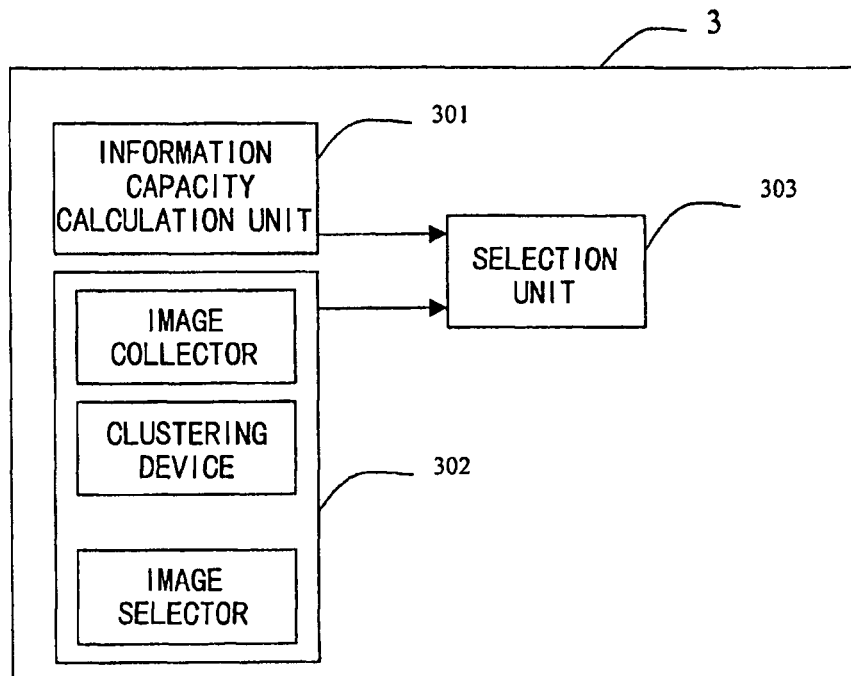 3
301
INFORMATION
CAPACITY
CALCULATION UNIT
303
SELECTION
UNIT
IMAGE
COLLECTOR
CLUSTERING
DEVICE
302
IMAGE
SELECTOR